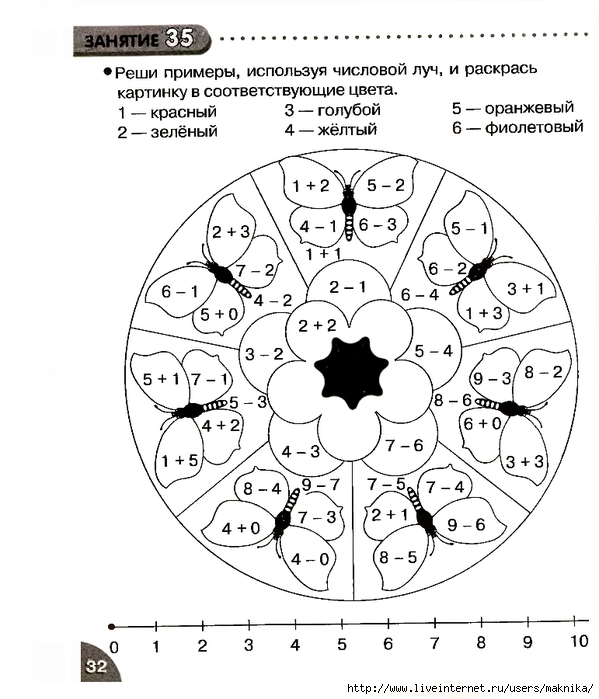 ЗАНЯТИЕ 35
Реши примеры, используя числовой луч, и раскрась
картинку в соответствующие цвета.
1 — красный 3 — голубой 5 — оранжевый
2 — зелёный 4 — жёлтый 6 — фиолетовый
1 + 2 5 – 2
4 – 1 6 – 3
1 + 1
2 + 3
7 – 2
6 – 1
5 + 0
4 – 2
5 – 1
6 – 2
3 + 1
1 + 3
6 – 4
2 – 1
2 + 2
3 – 2
5 – 4
4 – 3
7 – 6
5 + 1 7 – 1
5 – 3
4 + 2
1 + 5
9 – 3 8 – 2
8 – 6
6 + 0
3 + 3
8 – 4 9 – 7
7 – 3
4 + 0
4 – 0
7 – 5 7 – 4
2 + 1
9 – 6
8 – 5
0 1 2 3 4 5 6 7 8 9 10
32
http://www.liveinternet.ru/users/maknika/